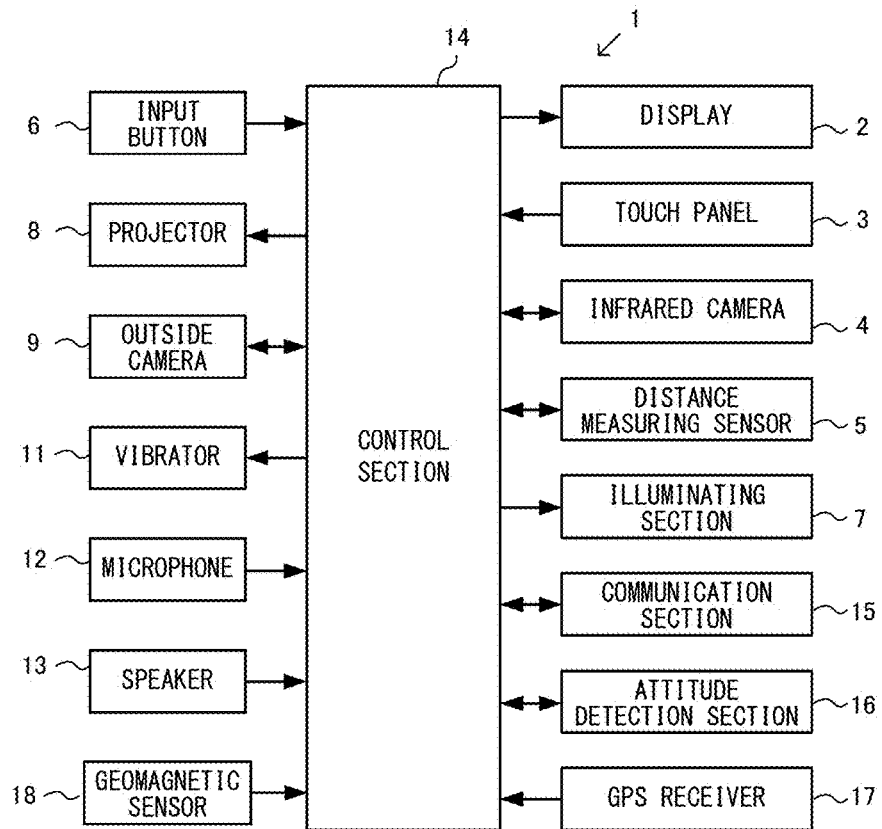 1
14
INPUT
BUTTON
6
DISPLAY
2
PROJECTOR
8
TOUCH PANEL
3
OUTSIDE
CAMERA
9
INFRARED CAMERA
4
VIBRATOR
11
DISTANCE
MEASURING SENSOR
5
CONTROL
SECTION
ILLUMINATING
SECTION
7
MICROPHONE
12
COMMUNICATION
SECTION
15
SPEAKER
13
ATTITUDE
DETECTION SECTION
16
GEOMAGNETIC
SENSOR
18
GPS RECEIVER
17